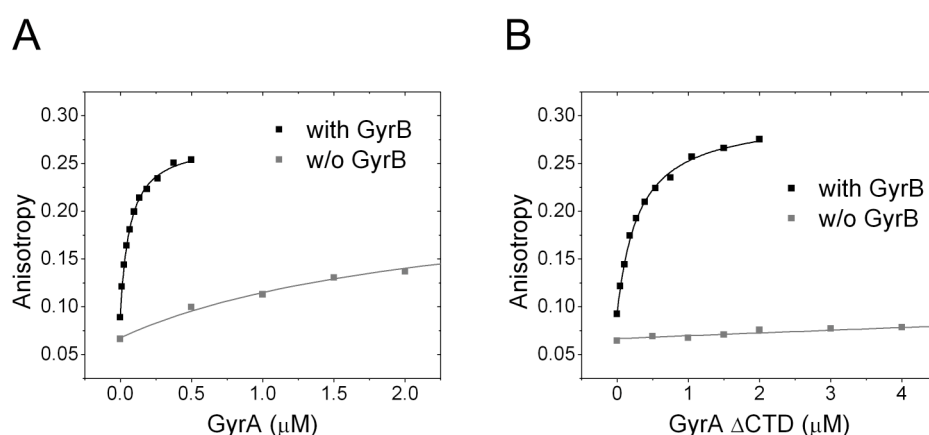 A
Anisotropy
0.30
0.25
0.20
0.15
0.10
0.05
with GyrB
w/o GyrB
0.0 0.5 1.0 1.5 2.0
GyrA (μM)
B
Anisotropy
0.30
0.25
0.20
0.15
0.10
0.05
with GyrB
w/o GyrB
0 1 2 3 4
GyrA ΔCTD (μM)